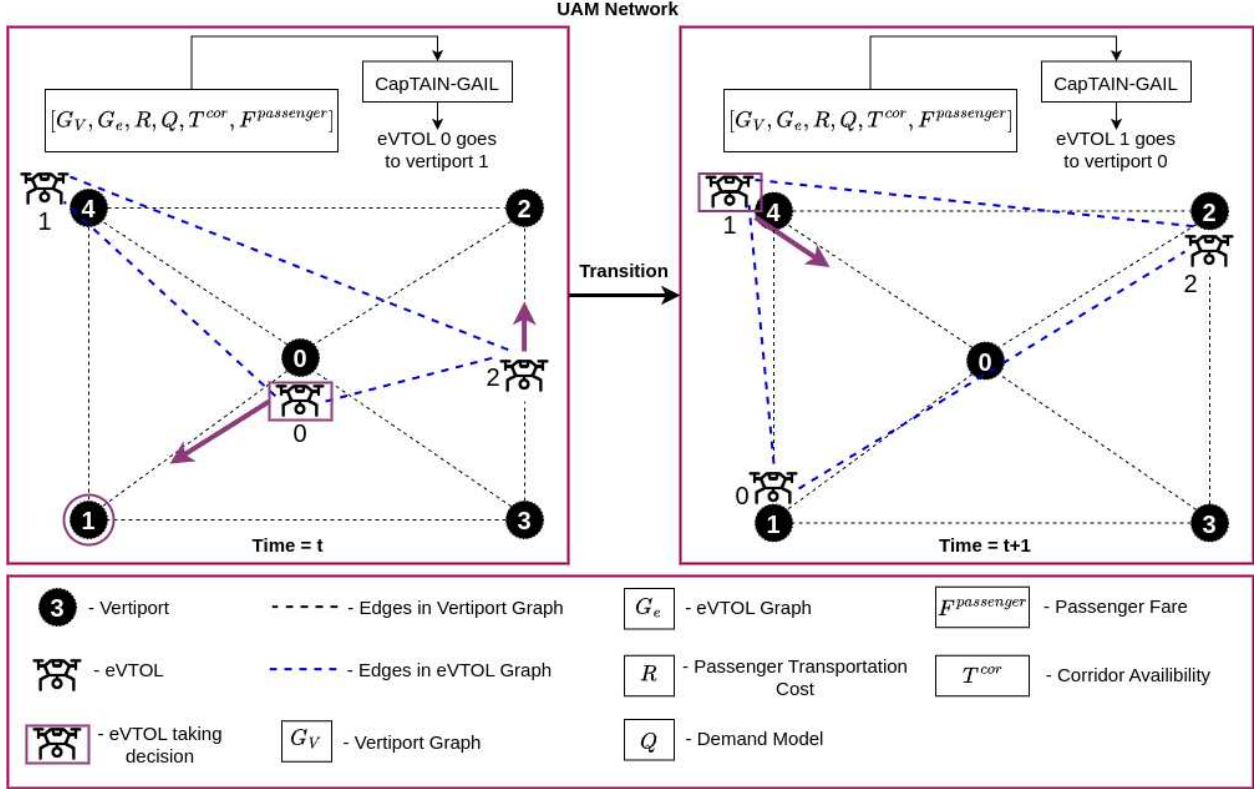 UAM Network
CapTAIN-GAIL
[G_V, G_e, R, Q, T^{cor}, F^{passenger}]
eVTOL 0 goes
to vertiport 1
1
4
2
0
2
0
1
3
Time = t
Transition
CapTAIN-GAIL
[G_V, G_e, R, Q, T^{cor}, F^{passenger}]
eVTOL 1 goes
to vertiport 0
1
4
2
2
0
0
1
3
Time = t+1
3 - Vertiport
- eVTOL
- eVTOL taking
decision
- Edges in Vertiport Graph
- Edges in eVTOL Graph
G_V - Vertiport Graph
G_e - eVTOL Graph
R - Passenger Transportation
Cost
Q - Demand Model
F^{passenger} - Passenger Fare
T^{cor} - Corridor Availibility